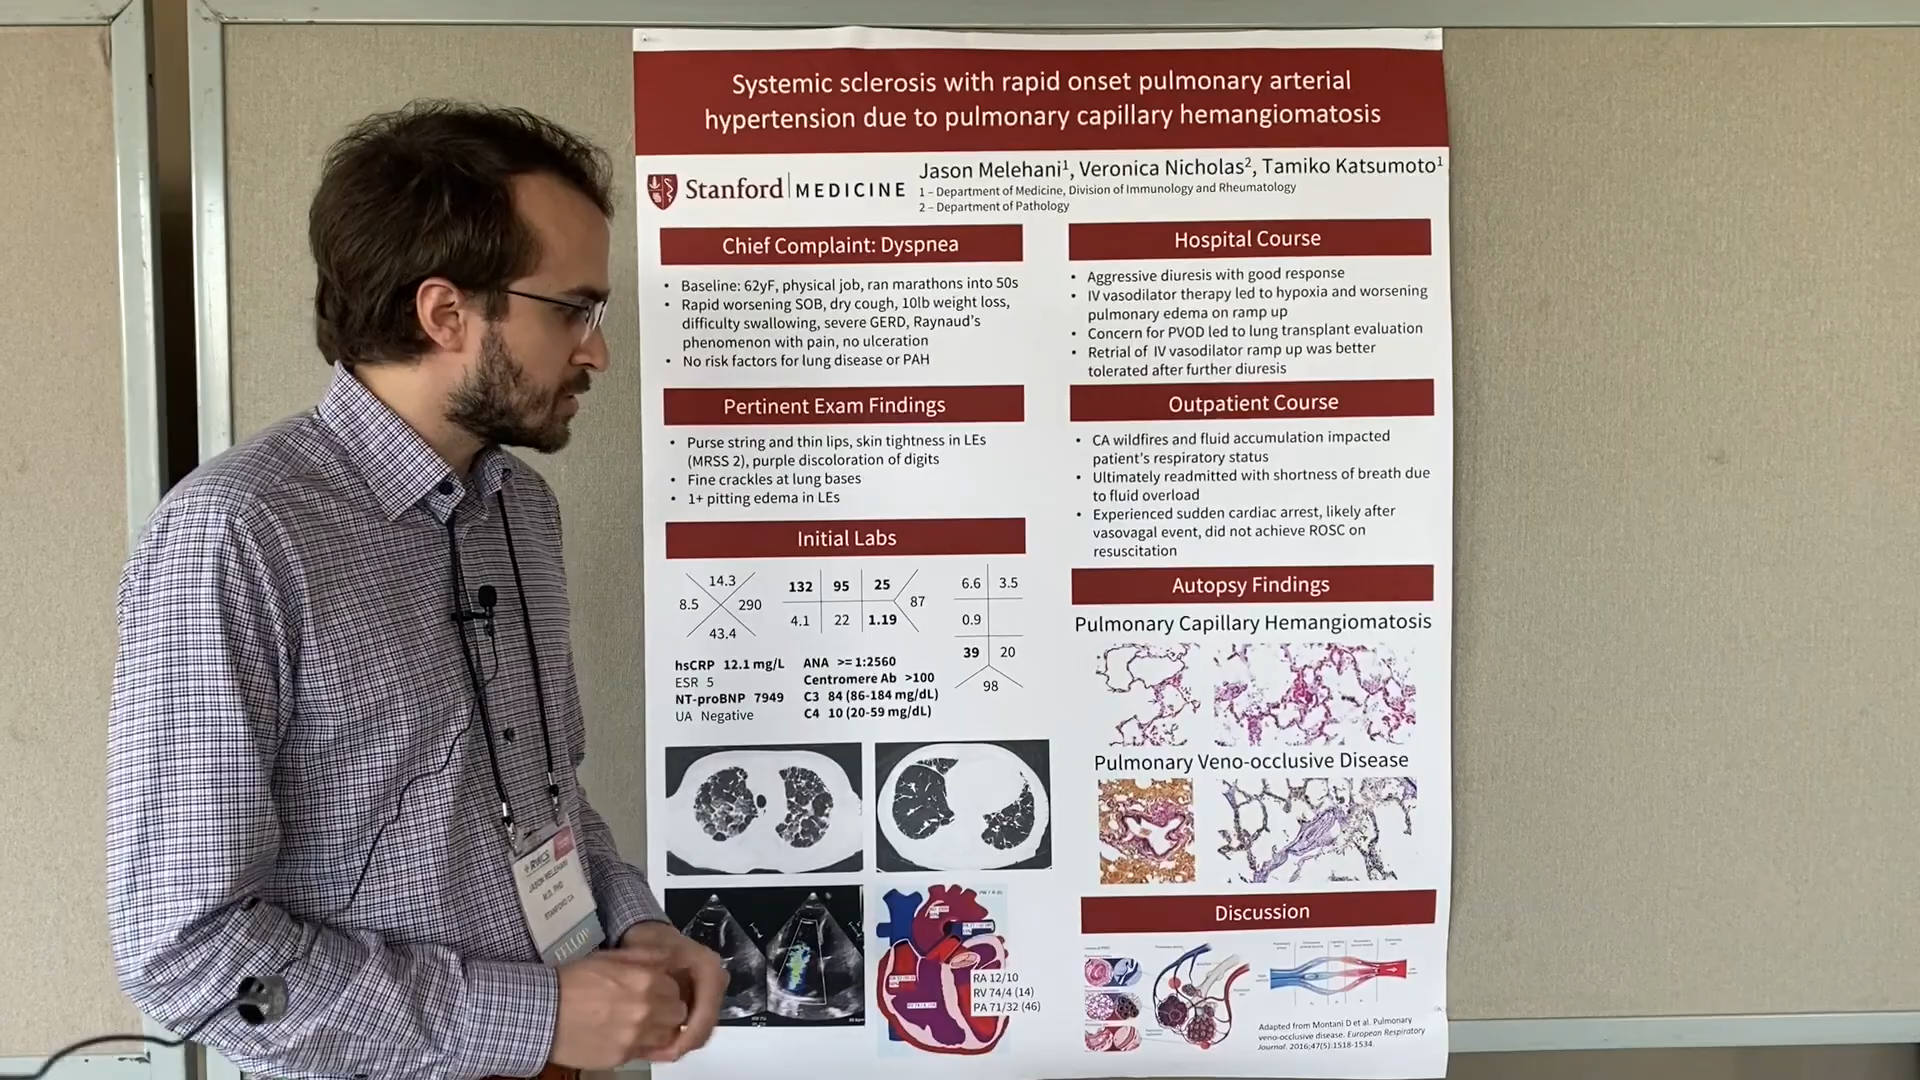 Systemic sclerosis with rapid onset pulmonary arterial
hypertension due to pulmonary capillary hemangiomatosis
Stanford MEDICINE
Jason Melehani¹, Veronica Nicholas², Tamiko Katsumoto¹
1 – Department of Medicine, Division of Immunology and Rheumatology
2 – Department of Pathology
Chief Complaint: Dyspnea
• Baseline: 62yF, physical job, ran marathons into 50s
• Rapid worsening SOB, dry cough, 10lb weight loss,
difficulty swallowing, severe GERD, Raynaud's
phenomenon with pain, no ulceration
• No risk factors for lung disease or PAH
Pertinent Exam Findings
• Purse string and thin lips, skin tightness in LEs
(MRSS 2), purple discoloration of digits
• Fine crackles at lung bases
• 1+ pitting edema in LEs
Initial Labs
14.3
8.5 290
43.4
132 95 25
87
4.1 22 1.19
6.6 3.5
0.9
39 20
98
hsCRP 12.1 mg/L
ESR 5
NT-proBNP 7949
UA Negative
ANA >= 1:2560
Centromere Ab >100
C3 84 (86-184 mg/dL)
C4 10 (20-59 mg/dL)
RA 12/10
RV 74/4 (14)
PA 71/32 (46)
Hospital Course
• Aggressive diuresis with good response
• IV vasodilator therapy led to hypoxia and worsening
pulmonary edema on ramp up
• Concern for PVOD led to lung transplant evaluation
• Retrial of IV vasodilator ramp up was better
tolerated after further diuresis
Outpatient Course
• CA wildfires and fluid accumulation impacted
patient's respiratory status
• Ultimately readmitted with shortness of breath due
to fluid overload
• Experienced sudden cardiac arrest, likely after
vasovagal event, did not achieve ROSC on
resuscitation
Autopsy Findings
Pulmonary Capillary Hemangiomatosis
Pulmonary Veno-occlusive Disease
Discussion
Adapted from Montani D et al. Pulmonary
veno-occlusive disease. European Respiratory
Journal. 2016;47(5):1518-1534.
RWCS
JASON MELEHANI
M.D., PHD
STANFORD CA
FELLOW